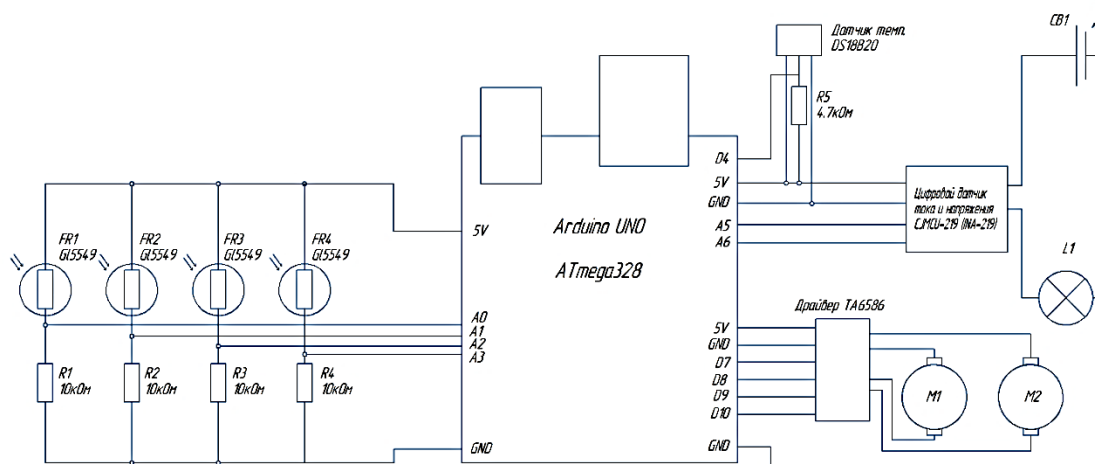 СВ1
Датчик темп.
DS18B20
R5
4.7кОм
FR1
Gl5549
FR2
Gl5549
FR3
Gl5549
FR4
Gl5549
5V
A0
A1
A2
A3
GND
Arduino UNO
ATmega328
D4
5V
GND
A5
A6
Цифровой датчик
тока и напряжения
CJMCU-219 (INA-219)
L1
Драйвер TA6586
5V
GND
D7
D8
D9
D10
GND
M1
M2
R1
10кОм
R2
10кОм
R3
10кОм
R4
10кОм